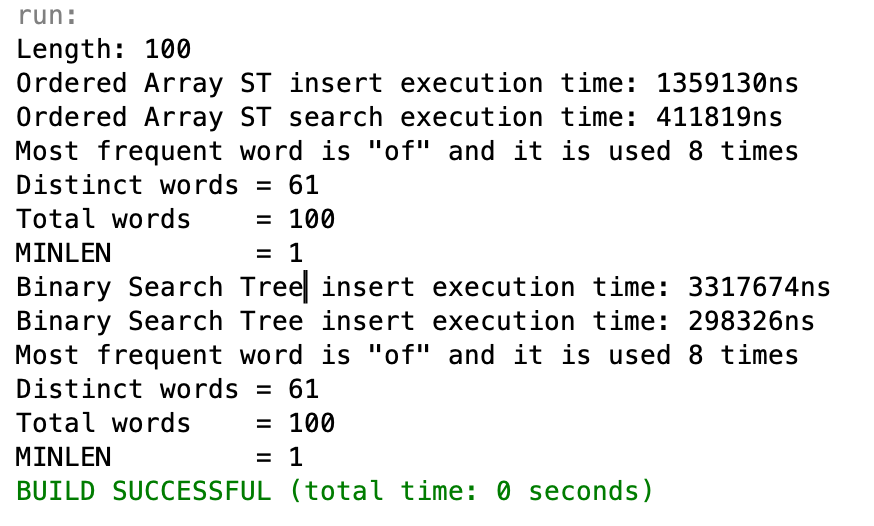 run:
Length: 100
Ordered Array ST insert execution time: 1359130ns
Ordered Array ST search execution time: 411819ns
Most frequent word is "of" and it is used 8 times
Distinct words = 61
Total words    = 100
MINLEN         = 1
Binary Search Tree insert execution time: 3317674ns
Binary Search Tree insert execution time: 298326ns
Most frequent word is "of" and it is used 8 times
Distinct words = 61
Total words    = 100
MINLEN         = 1
BUILD SUCCESSFUL (total time: 0 seconds)